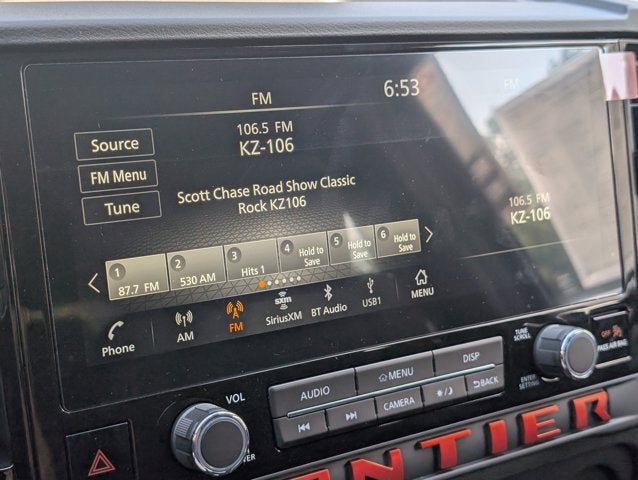 FM
6:53
FM
106.5 FM
KZ-106
Source
FM Menu
Tune
Scott Chase Road Show Classic
Rock KZ106
106.5 FM
KZ-106
1
87.7 FM
2
530 AM
3
Hits 1
4
Hold to
Save
5
Hold to
Save
6
Hold to
Save
Phone
AM
FM
sxm
SiriusXM
BT Audio
USB1
MENU
TUNE
SCROLL
OFF
PASS AIR BAG
ENTER
SETTING
AUDIO
MENU
DISP
CAMERA
BACK
VOL
NTIER